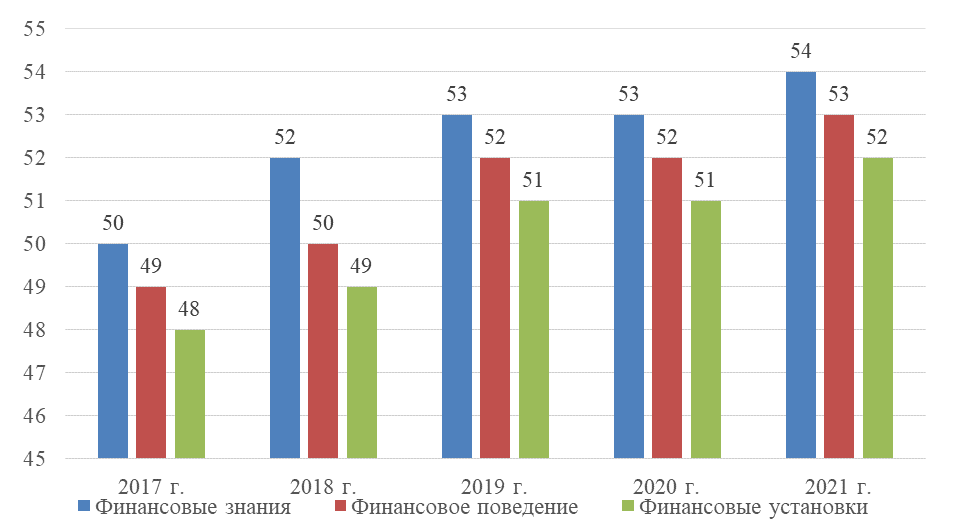 55
54
53
52
51
50
49
48
47
46
45
50 49 48
52 50 49
53 52 51
53 52 51
54 53 52
2017 г. 2018 г. 2019 г. 2020 г. 2021 г.
Финансовые знания Финансовое поведение Финансовые установки